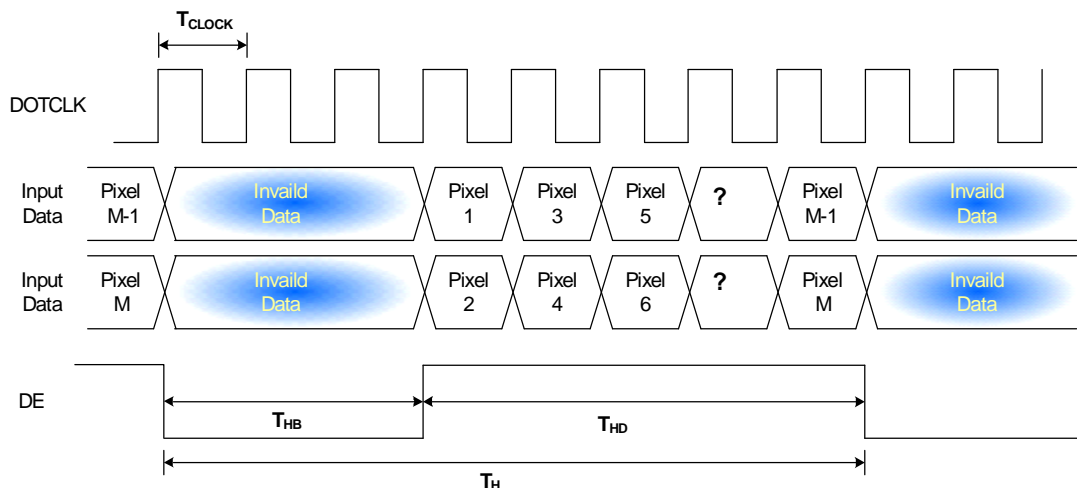 TCLOCK
DOTCLK
Input
Data
Pixel
M-1
Invaild
Data
Pixel
1
Pixel
3
Pixel
5
?
Pixel
M-1
Invaild
Data
Input
Data
Pixel
M
Invaild
Data
Pixel
2
Pixel
4
Pixel
6
?
Pixel
M
Invaild
Data
DE
THB
THD
TH